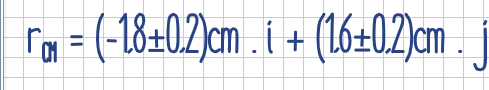 r_CM = (-1,8±0,2)cm . i + (1,6±0,2)cm . j